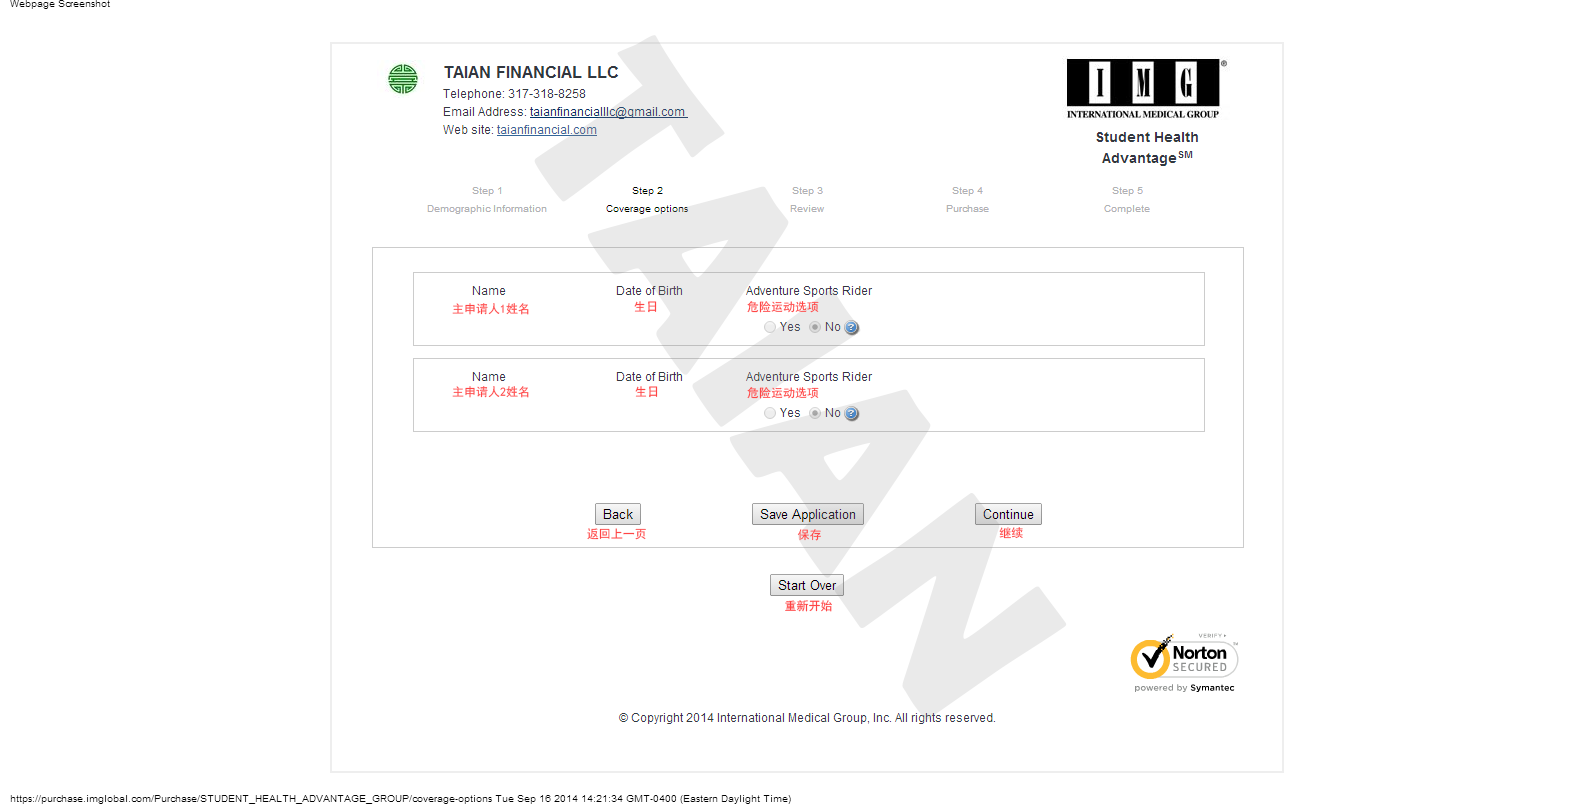 Webpage Screenshot
TAIAN FINANCIAL LLC
Telephone: 317-318-8258
Email Address: taianfinancialllc@gmail.com
Web site: taianfinancial.com
IMG®
INTERNATIONAL MEDICAL GROUP
Student Health
Advantage℠
Step 1 Step 2 Step 3 Step 4 Step 5
Demographic Information Coverage options Review Purchase Complete
Name Date of Birth Adventure Sports Rider
主申请人1姓名 生日 危险运动选项
Yes No ?
Name Date of Birth Adventure Sports Rider
主申请人2姓名 生日 危险运动选项
Yes No ?
Back Save Application Continue
返回上一页 保存 继续
Start Over
重新开始
TAIAN
VERIFY
Norton™
SECURED
powered by Symantec
© Copyright 2014 International Medical Group, Inc. All rights reserved.
https://purchase.imglobal.com/Purchase/STUDENT_HEALTH_ADVANTAGE_GROUP/coverage-options Tue Sep 16 2014 14:21:34 GMT-0400 (Eastern Daylight Time)